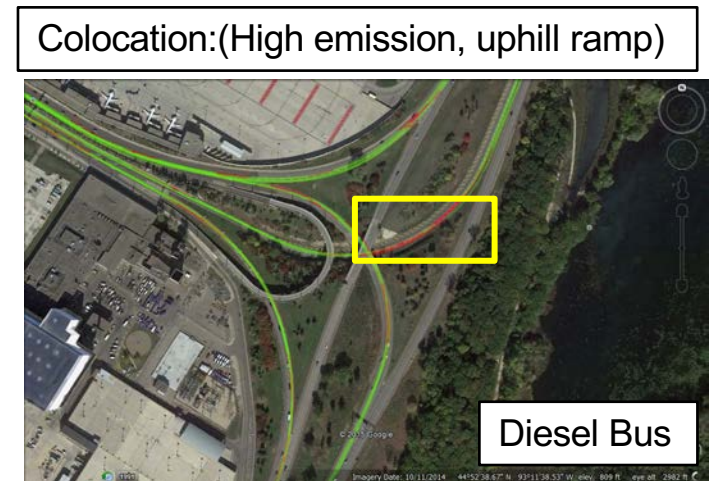 Colocation:(High emission, uphill ramp)
N
© 2015 Google
Diesel Bus
1991
Imagery Date: 10/11/2014   44°52'38.67" N  93°11'38.53" W  elev  809 ft   eye alt  2982 ft